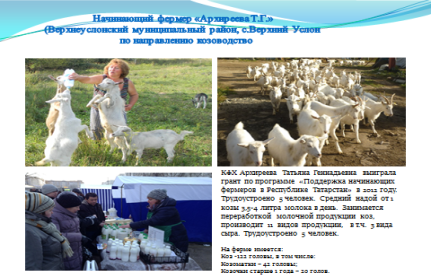 Начинающий фермер «Архиреева Т.Г.»
(Верхнеуслонский муниципальный район, с.Верхний Услон
по направлению козоводство
КФХ Архиреева Татьяна Геннадьевна выиграла
грант по программе «Поддержка начинающих
фермеров в Республике Татарстан» в 2012 году.
Трудоустроено 5 человек. Средний надой от 1
козы 3,5-4 литра молока в день. Занимается
переработкой молочной продукции коз,
производит 11 видов продукции, в т.ч. 3 вида
сыра. Трудоустроено 5 человек.
На ферме имеется:
Коз -122 головы, в том числе:
Козоматки – 42 головы;
Козочки старше 1 года – 20 голов.